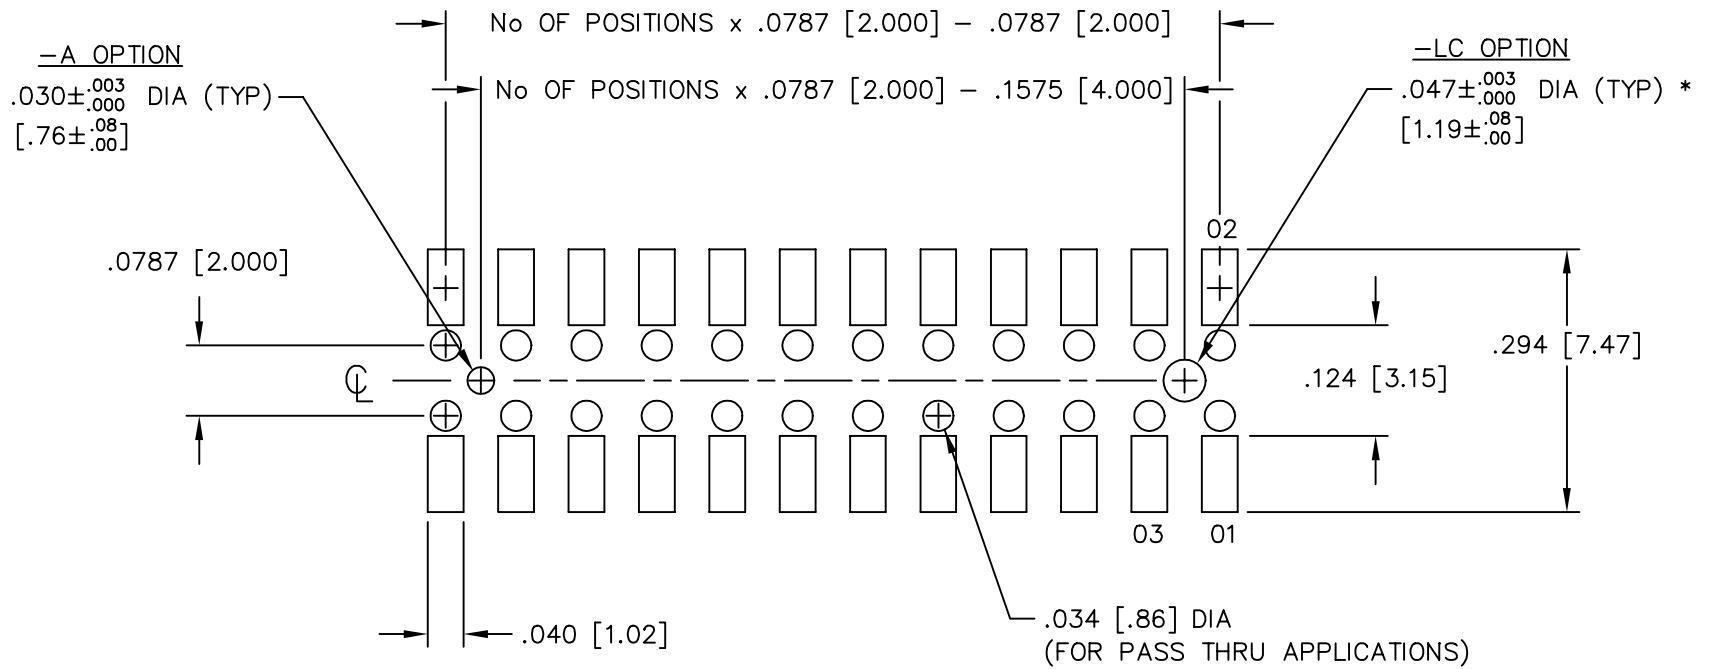 No OF POSITIONS x .0787 [2.000] – .0787 [2.000]
–A OPTION
–LC OPTION
.030±.003 .000 DIA (TYP)
No OF POSITIONS x .0787 [2.000] – .1575 [4.000]
.047±.003 .000 DIA (TYP) *
[.76±.08 .00]
[1.19±.08 .00]
02
.0787 [2.000]
.294 [7.47]
℄
.124 [3.15]
03 01
.040 [1.02]
.034 [.86] DIA
(FOR PASS THRU APPLICATIONS)